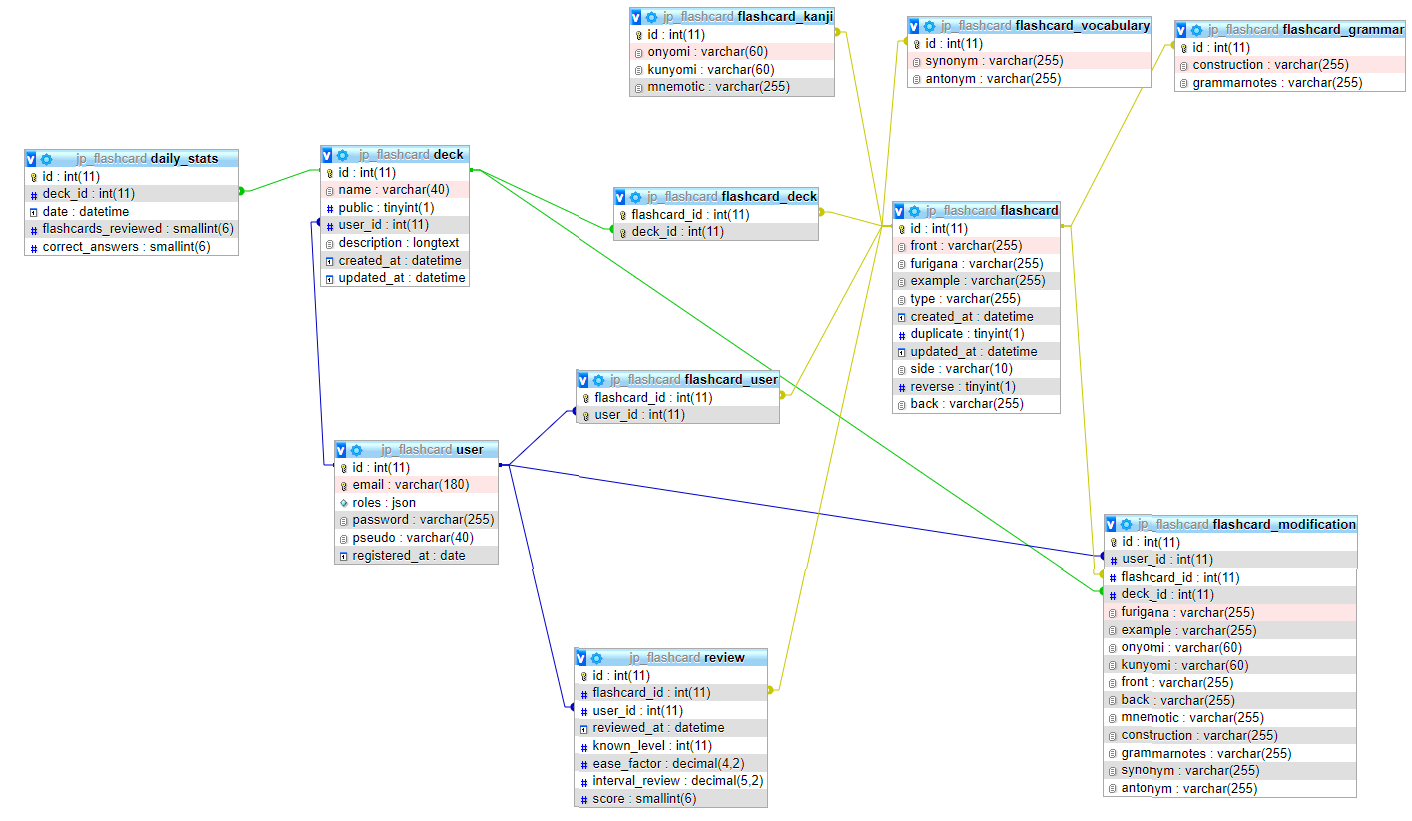 jp_flashcard flashcard_kanji
id : int(11)
onyomi : varchar(60)
kunyomi : varchar(60)
mnemotic : varchar(255)
jp_flashcard flashcard_vocabulary
id : int(11)
synonym : varchar(255)
antonym : varchar(255)
jp_flashcard flashcard_grammar
id : int(11)
construction : varchar(255)
grammarnotes : varchar(255)
jp_flashcard daily_stats
id : int(11)
deck_id : int(11)
date : datetime
flashcards_reviewed : smallint(6)
correct_answers : smallint(6)
jp_flashcard deck
id : int(11)
name : varchar(40)
public : tinyint(1)
user_id : int(11)
description : longtext
created_at : datetime
updated_at : datetime
jp_flashcard flashcard_deck
flashcard_id : int(11)
deck_id : int(11)
jp_flashcard flashcard
id : int(11)
front : varchar(255)
furigana : varchar(255)
example : varchar(255)
type : varchar(255)
created_at : datetime
duplicate : tinyint(1)
updated_at : datetime
side : varchar(10)
reverse : tinyint(1)
back : varchar(255)
jp_flashcard flashcard_user
flashcard_id : int(11)
user_id : int(11)
jp_flashcard user
id : int(11)
email : varchar(180)
roles : json
password : varchar(255)
pseudo : varchar(40)
registered_at : date
jp_flashcard flashcard_modification
id : int(11)
user_id : int(11)
flashcard_id : int(11)
deck_id : int(11)
furigana : varchar(255)
example : varchar(255)
onyomi : varchar(60)
kunyomi : varchar(60)
front : varchar(255)
back : varchar(255)
mnemotic : varchar(255)
construction : varchar(255)
grammarnotes : varchar(255)
synonym : varchar(255)
antonym : varchar(255)
jp_flashcard review
id : int(11)
flashcard_id : int(11)
user_id : int(11)
reviewed_at : datetime
known_level : int(11)
ease_factor : decimal(4,2)
interval_review : decimal(5,2)
score : smallint(6)